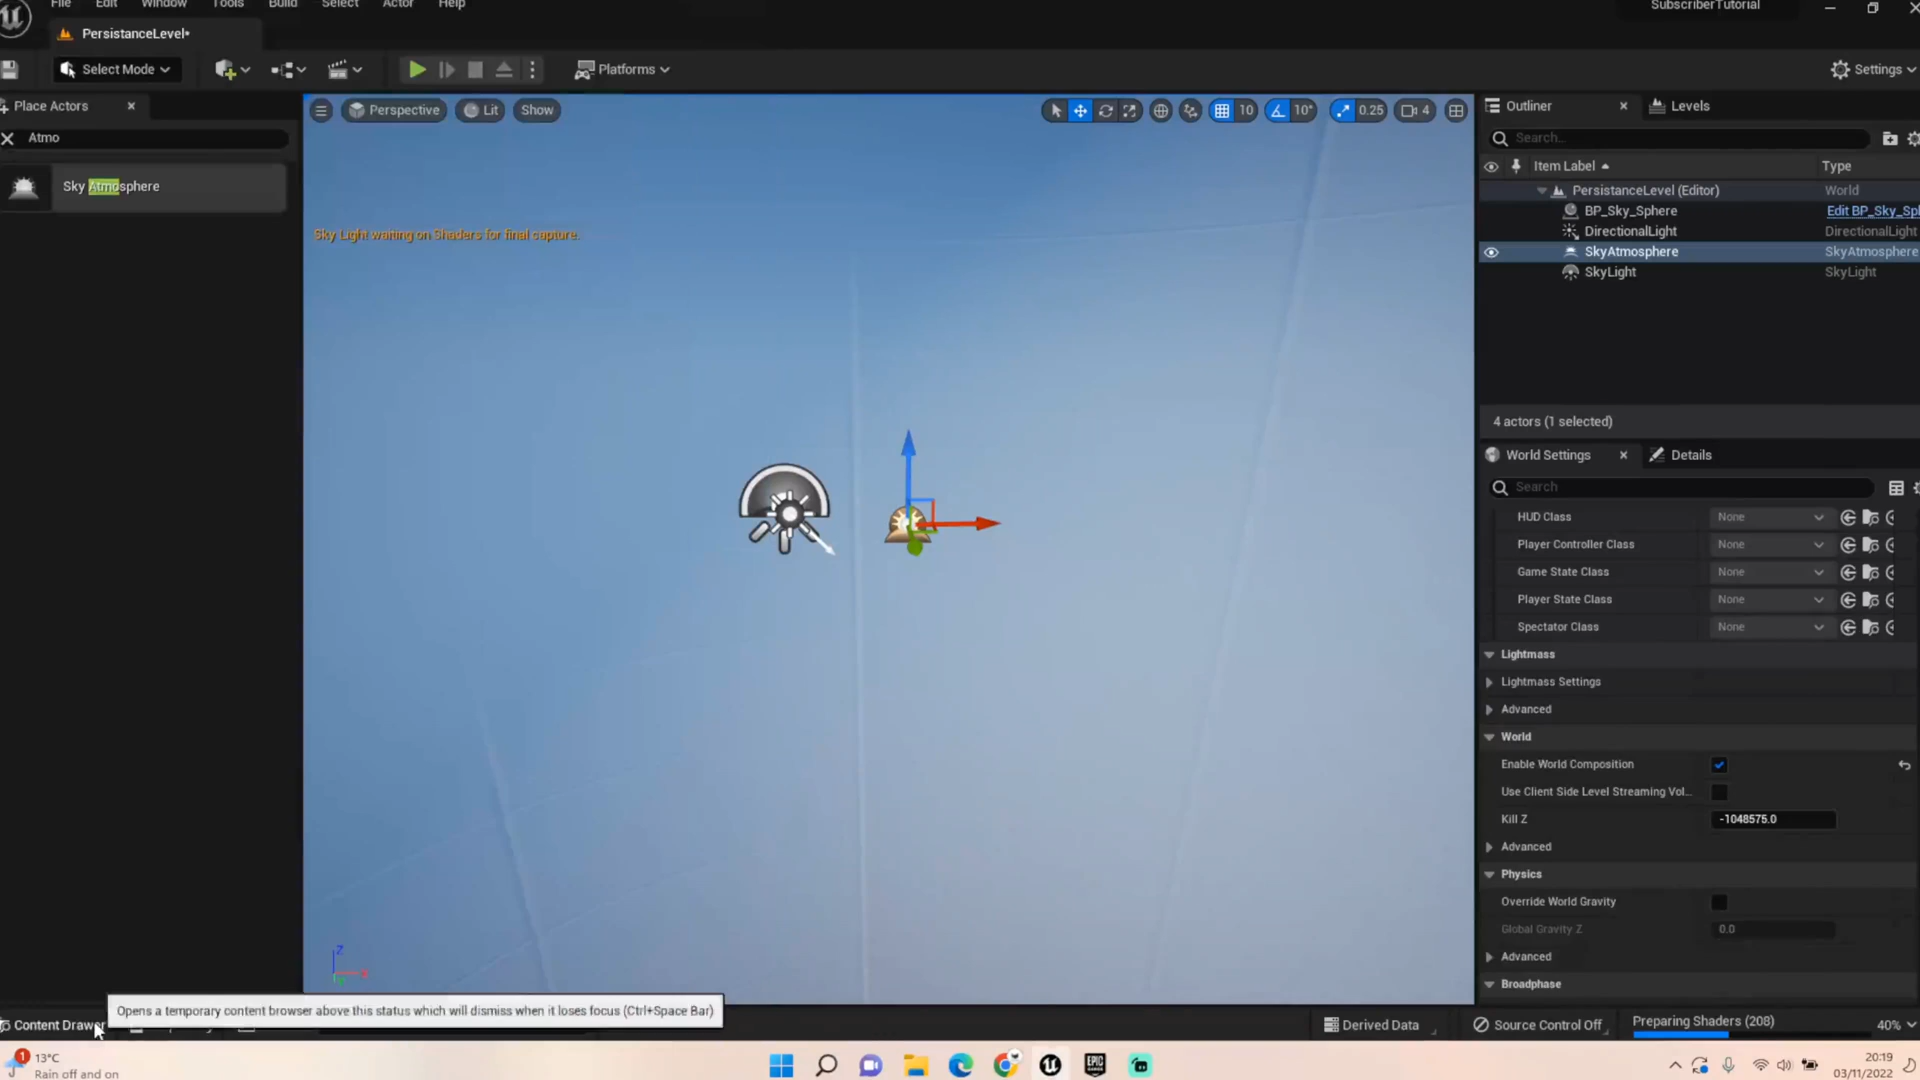 File Edit Window Tools Build Select Actor Help SubscriberTutorial
PersistanceLevel*
Select Mode Platforms Settings
Place Actors
Atmo
Sky Atmosphere
Perspective Lit Show 10 10° 0.25 4
Sky Light waiting on Shaders for final capture.
Outliner Levels
Search...
Item Label Type
PersistanceLevel (Editor) World
BP_Sky_Sphere Edit BP_Sky_Spl
DirectionalLight DirectionalLight
SkyAtmosphere SkyAtmosphere
SkyLight SkyLight
4 actors (1 selected)
World Settings Details
Search
HUD Class None
Player Controller Class None
Game State Class None
Player State Class None
Spectator Class None
Lightmass
Lightmass Settings
Advanced
World
Enable World Composition
Use Client Side Level Streaming Vol...
Kill Z -1048575.0
Advanced
Physics
Override World Gravity
Global Gravity Z 0.0
Advanced
Broadphase
Z
Opens a temporary content browser above this status which will dismiss when it loses focus (Ctrl+Space Bar)
Content Drawer Derived Data Source Control Off Preparing Shaders (208) 40%
1 13°C
Rain off and on
EPIC
20:19
03/11/2022